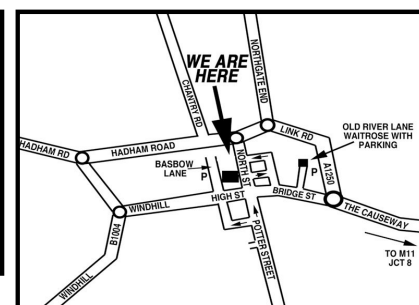 WE ARE
HERE
CHANTRY RD
NORTHGATE END
OLD RIVER LANE
WAITROSE WITH
PARKING
LINK RD
HADHAM RD
HADHAM ROAD
BASBOW
LANE
P
NORTH ST
P
A1250
WINDHILL
HIGH ST
BRIDGE ST
THE CAUSEWAY
B1004
WINDHILL
POTTER STREET
TO M11
JCT 8